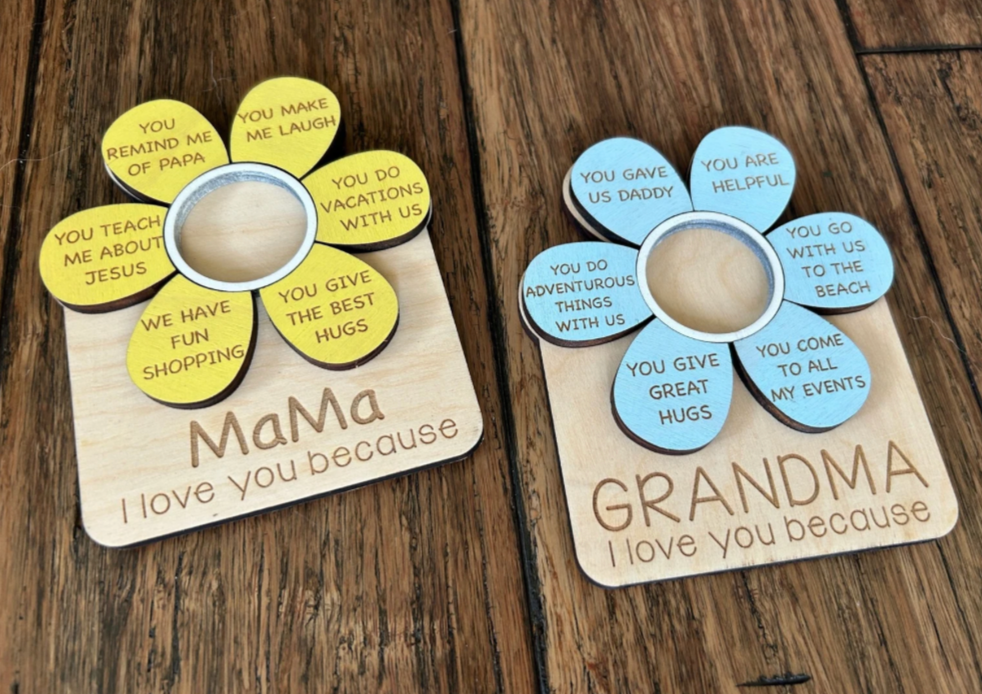 YOU
REMIND ME
OF PAPA
YOU MAKE
ME LAUGH
YOU DO
VACATIONS
WITH US
YOU GIVE
THE BEST
HUGS
WE HAVE
FUN
SHOPPING
YOU TEACH
ME ABOUT
JESUS
MaMa
I love you because
YOU GAVE
US DADDY
YOU ARE
HELPFUL
YOU GO
WITH US
TO THE
BEACH
YOU COME
TO ALL
MY EVENTS
YOU GIVE
GREAT
HUGS
YOU DO
ADVENTUROUS
THINGS
WITH US
GRANDMA
I love you because